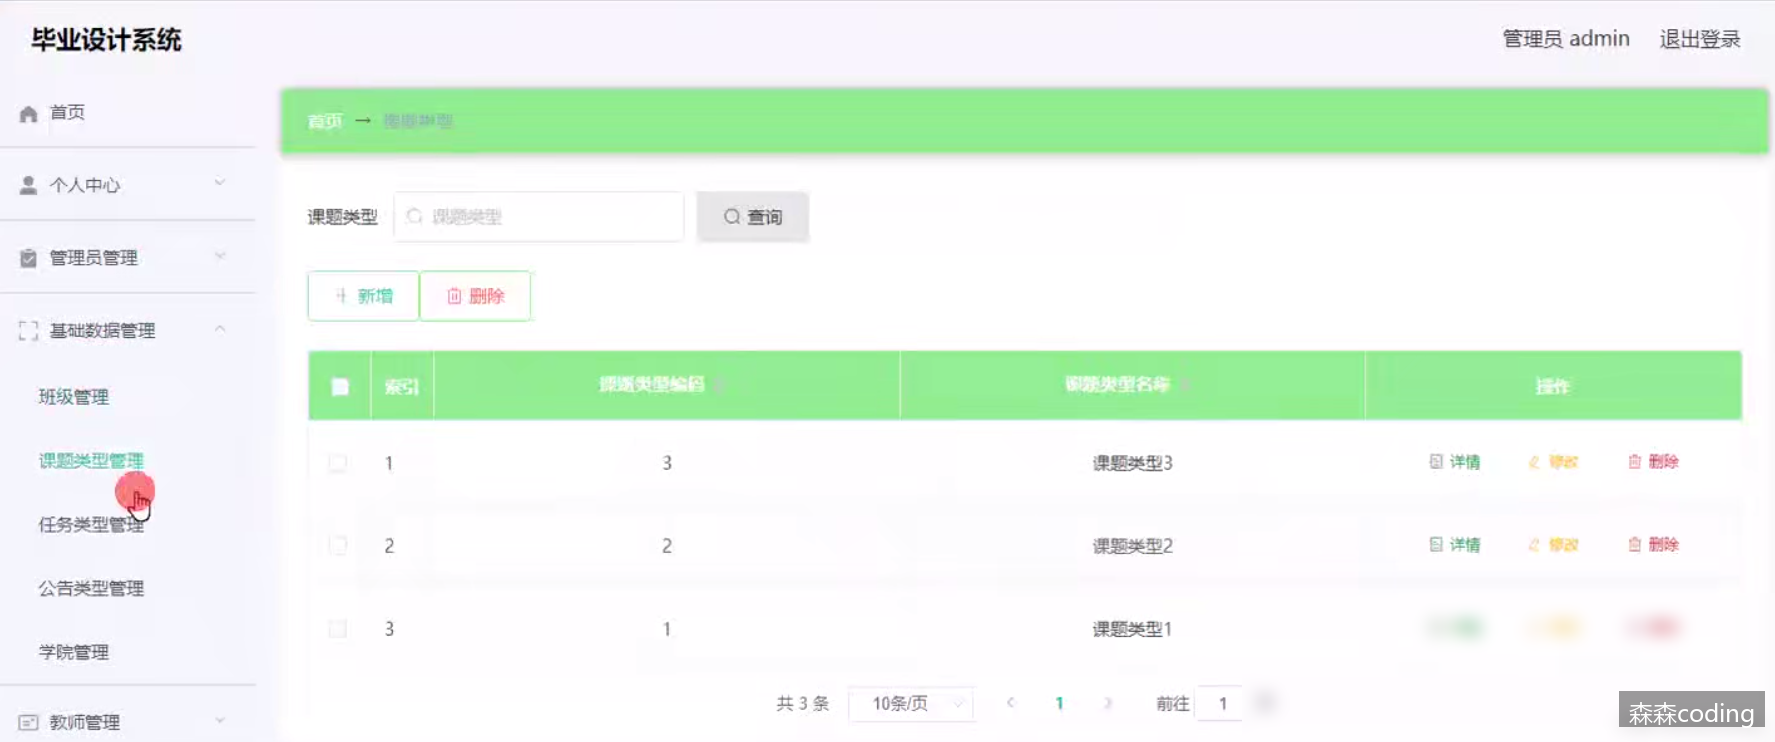 毕业设计系统
管理员 admin 退出登录
首页
首页 →
个人中心
课题类型 课题类型 查询
管理员管理
新增 删除
基础数据管理
索引 课题类型编码 课题类型名称 操作
班级管理
课题类型管理
1 3 课题类型3 详情 修改 删除
任务类型管理
2 2 课题类型2 详情 修改 删除
公告类型管理
3 1 课题类型1
学院管理
共 3 条 10条/页 1 前往 1
教师管理
森森coding